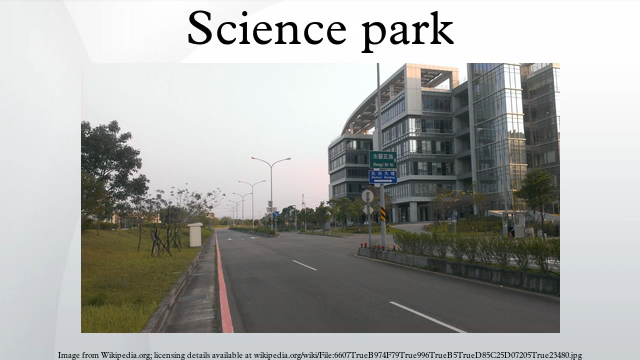 Science park
Image from Wikipedia.org; licensing details available at wikipedia.org/wiki/File:6607TrueB974F79True996TrueB5TrueD85C25D07205True23480.jpg